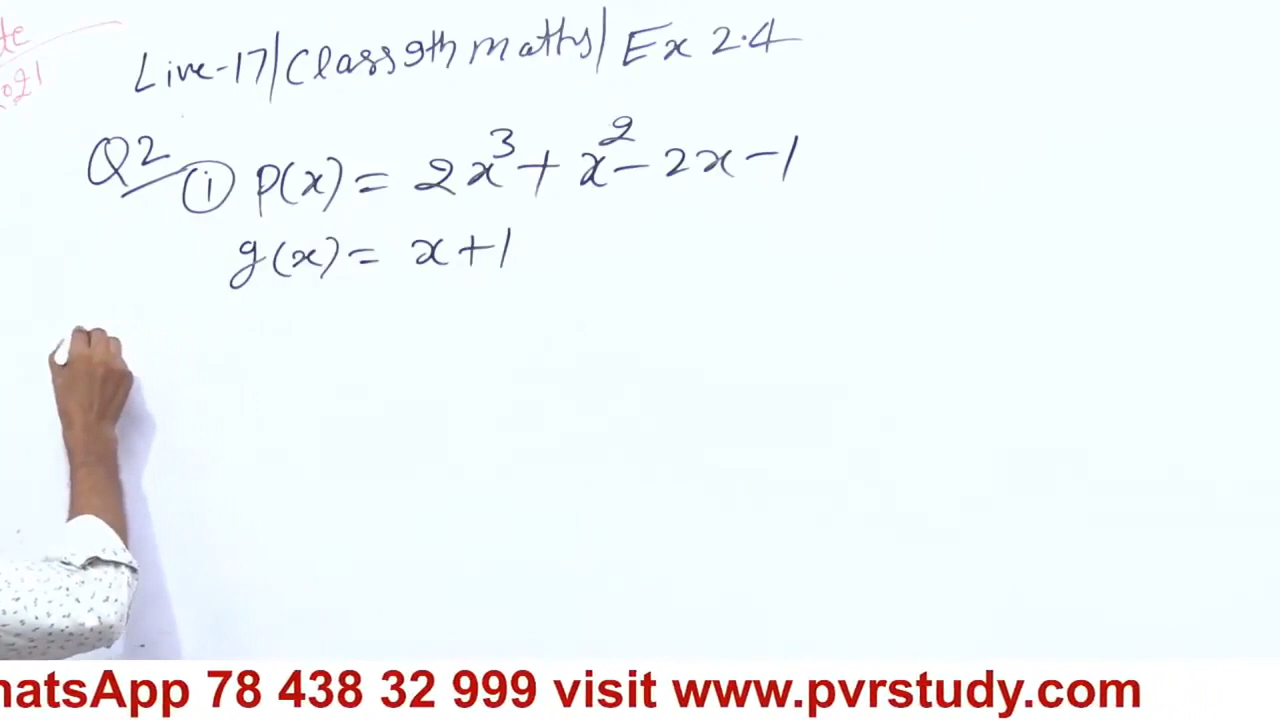 Live-17/Class 9th maths/ Ex 2.4
Q2 (i) p(x) = 2x³ + x² - 2x - 1
g(x) = x + 1
WhatsApp 78 438 32 999 visit www.pvrstudy.com